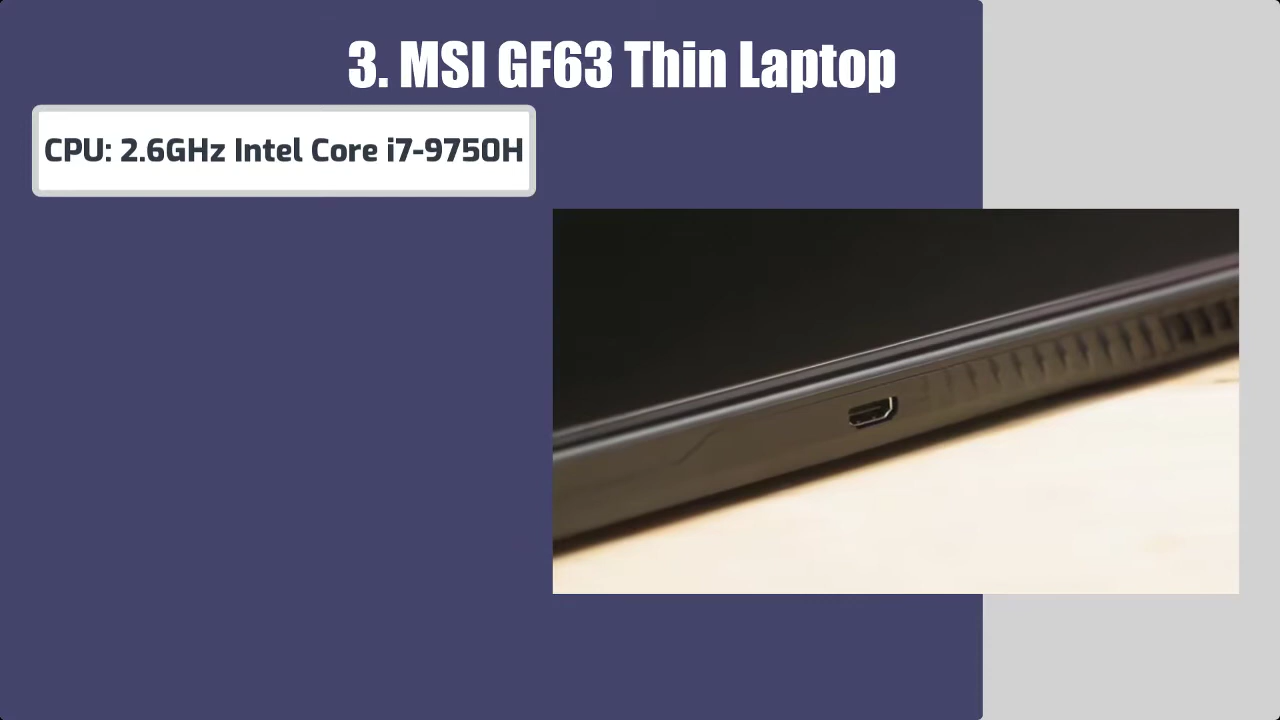 3. MSI GF63 Thin Laptop
CPU: 2.6GHz Intel Core i7-9750H